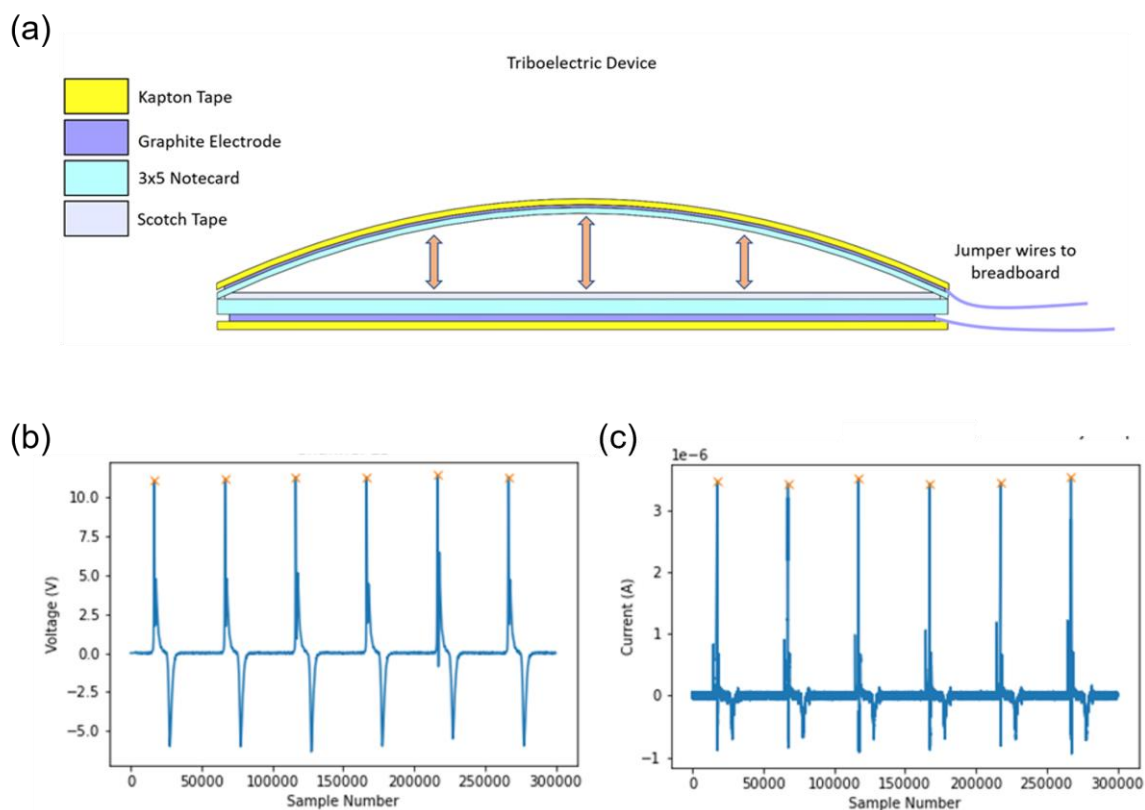 (a)
Triboelectric Device
Kapton Tape
Graphite Electrode
3x5 Notecard
Scotch Tape
Jumper wires to
breadboard
(b)
10.0
7.5
5.0
2.5
0.0
−2.5
−5.0
Voltage (V)
0 50000 100000 150000 200000 250000 300000
Sample Number
(c)
1e−6
3
2
1
0
−1
Current (A)
0 50000 100000 150000 200000 250000 300000
Sample Number